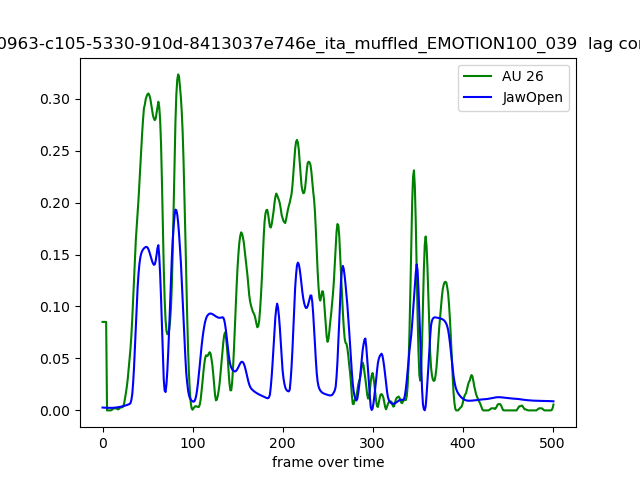 0963-c105-5330-910d-8413037e746e_ita_muffled_EMOTION100_039 lag
AU 26
JawOpen
0.30
0.25
0.20
0.15
0.10
0.05
0.00
0 100 200 300 400 500
frame over time